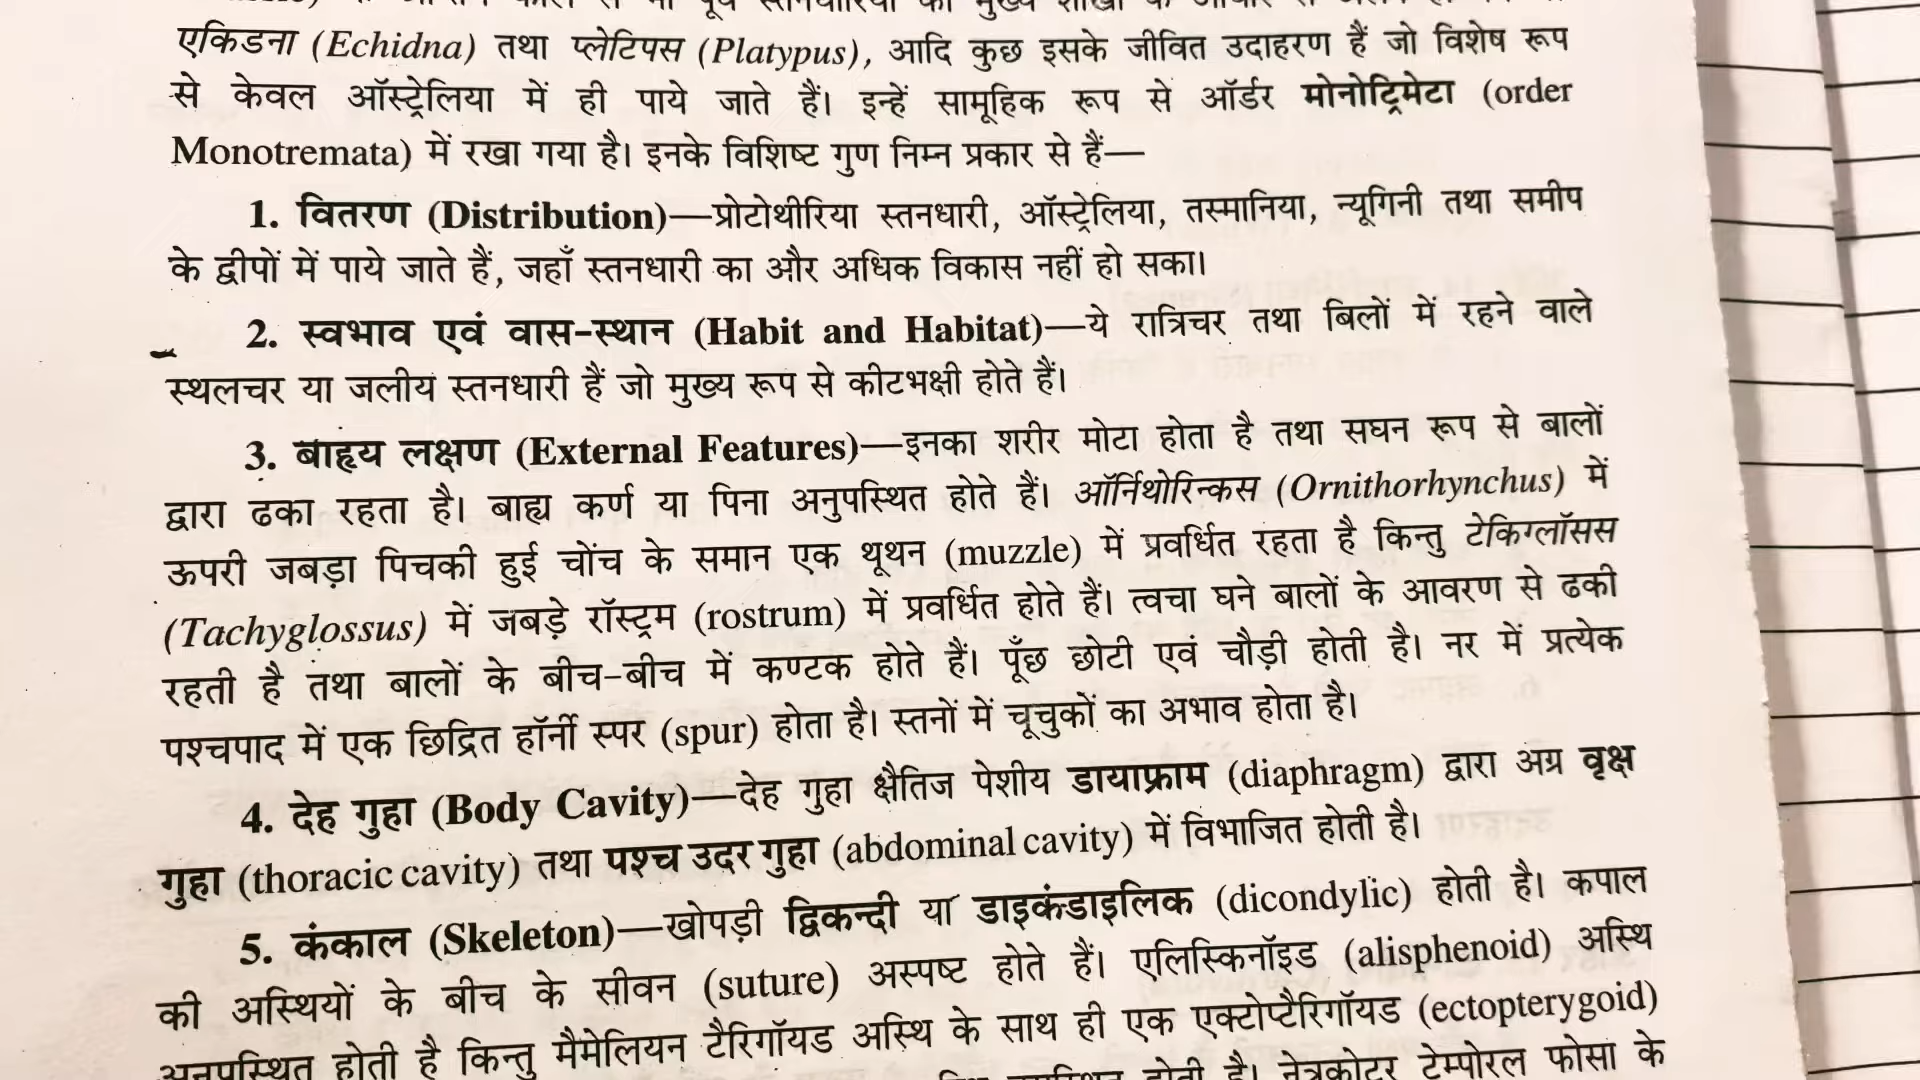 एकिडना (Echidna) तथा प्लेटिपस (Platypus), आदि कुछ इसके जीवित उदाहरण हैं जो विशेष रूप
से केवल ऑस्ट्रेलिया में ही पाये जाते हैं। इन्हें सामूहिक रूप से ऑर्डर मोनोट्रिमेटा (order
Monotremata) में रखा गया है। इनके विशिष्ट गुण निम्न प्रकार से हैं—
1. वितरण (Distribution)—प्रोटोथीरिया स्तनधारी, ऑस्ट्रेलिया, तस्मानिया, न्यूगिनी तथा समीप
के द्वीपों में पाये जाते हैं, जहाँ स्तनधारी का और अधिक विकास नहीं हो सका।
2. स्वभाव एवं वास-स्थान (Habit and Habitat)—ये रात्रिचर तथा बिलों में रहने वाले
स्थलचर या जलीय स्तनधारी हैं जो मुख्य रूप से कीटभक्षी होते हैं।
3. बाहृय लक्षण (External Features)—इनका शरीर मोटा होता है तथा सघन रूप से बालों
द्वारा ढका रहता है। बाह्य कर्ण या पिना अनुपस्थित होते हैं। ऑर्निथोरिन्कस (Ornithorhynchus) में
ऊपरी जबड़ा पिचकी हुई चोंच के समान एक थूथन (muzzle) में प्रवर्धित रहता है किन्तु टेकिग्लॉसस
(Tachyglossus) में जबड़े रॉस्ट्रम (rostrum) में प्रवर्धित होते हैं। त्वचा घने बालों के आवरण से ढकी
रहती है तथा बालों के बीच-बीच में कण्टक होते हैं। पूँछ छोटी एवं चौड़ी होती है। नर में प्रत्येक
पश्चपाद में एक छिद्रित हॉर्नी स्पर (spur) होता है। स्तनों में चूचुकों का अभाव होता है।
4. देह गुहा (Body Cavity)—देह गुहा क्षैतिज पेशीय डायाफ्राम (diaphragm) द्वारा अग्र वृक्ष
गुहा (thoracic cavity) तथा पश्च उदर गुहा (abdominal cavity) में विभाजित होती है।
5. कंकाल (Skeleton)—खोपड़ी द्विकन्दी या डाइकंडाइलिक (dicondylic) होती है। कपाल
की अस्थियों के बीच के सीवन (suture) अस्पष्ट होते हैं। एलिस्किनॉइड (alisphenoid) अस्थि
अनुपस्थित होती है किन्तु मैमेलियन टैरिगॉयड अस्थि के साथ ही एक एक्टोप्टैरिगॉयड (ectopterygoid)
होती है। नेत्रकोटर टेम्पोरल फोसा के